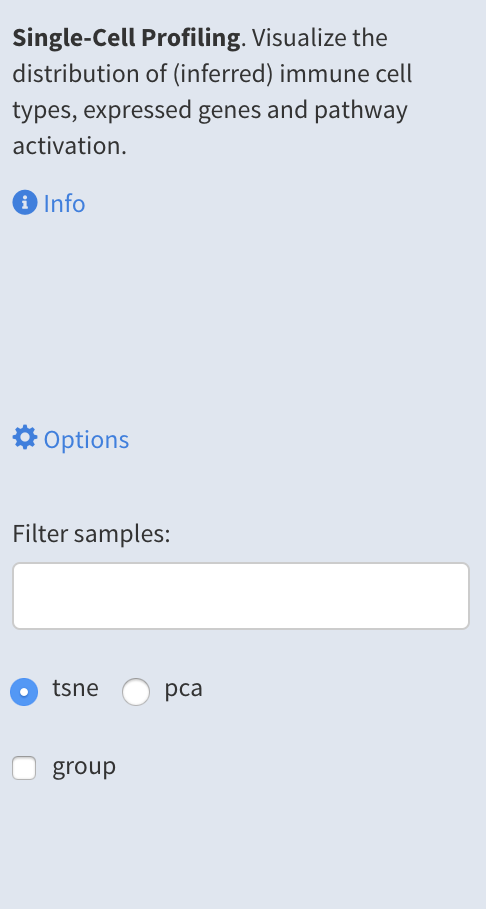 Single-Cell Profiling. Visualize the
distribution of (inferred) immune cell
types, expressed genes and pathway
activation.
Info
Options
Filter samples:
tsne pca
group